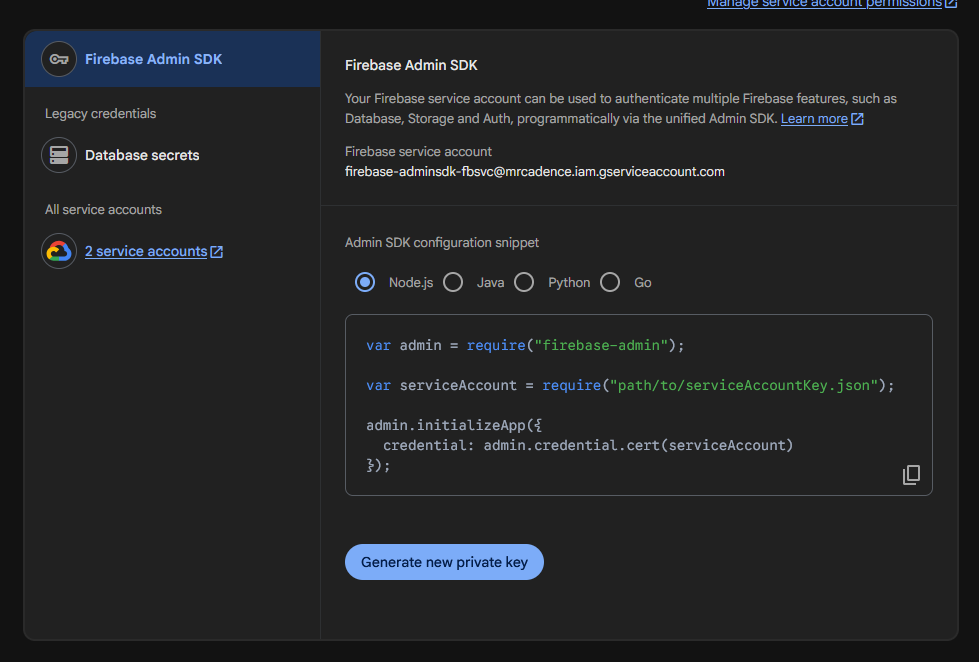 Manage service account permissions
Firebase Admin SDK
Legacy credentials
Database secrets
All service accounts
2 service accounts
Firebase Admin SDK
Your Firebase service account can be used to authenticate multiple Firebase features, such as
Database, Storage and Auth, programmatically via the unified Admin SDK. Learn more
Firebase service account
firebase-adminsdk-fbsvc@mrcadence.iam.gserviceaccount.com
Admin SDK configuration snippet
Node.js Java Python Go
var admin = require("firebase-admin");
var serviceAccount = require("path/to/serviceAccountKey.json");
admin.initializeApp({
  credential: admin.credential.cert(serviceAccount)
});
Generate new private key